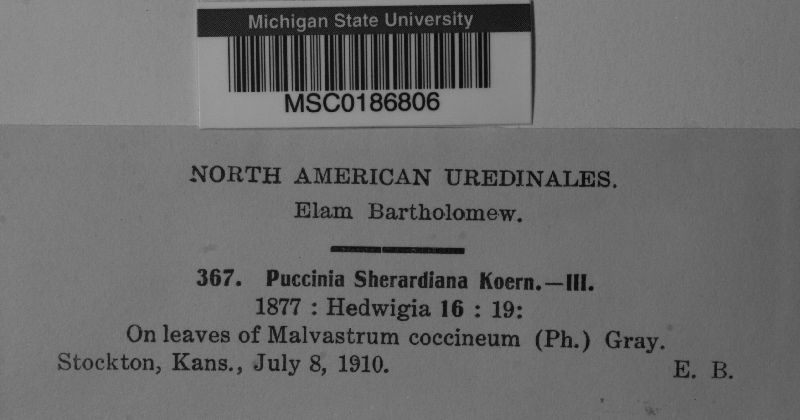 Michigan State University
MSC0186806
NORTH AMERICAN UREDINALES.
Elam Bartholomew.
367. Puccinia Sherardiana Koern.—III.
1877 : Hedwigia 16 : 19:
On leaves of Malvastrum coccineum (Ph.) Gray.
Stockton, Kans., July 8, 1910. E. B.